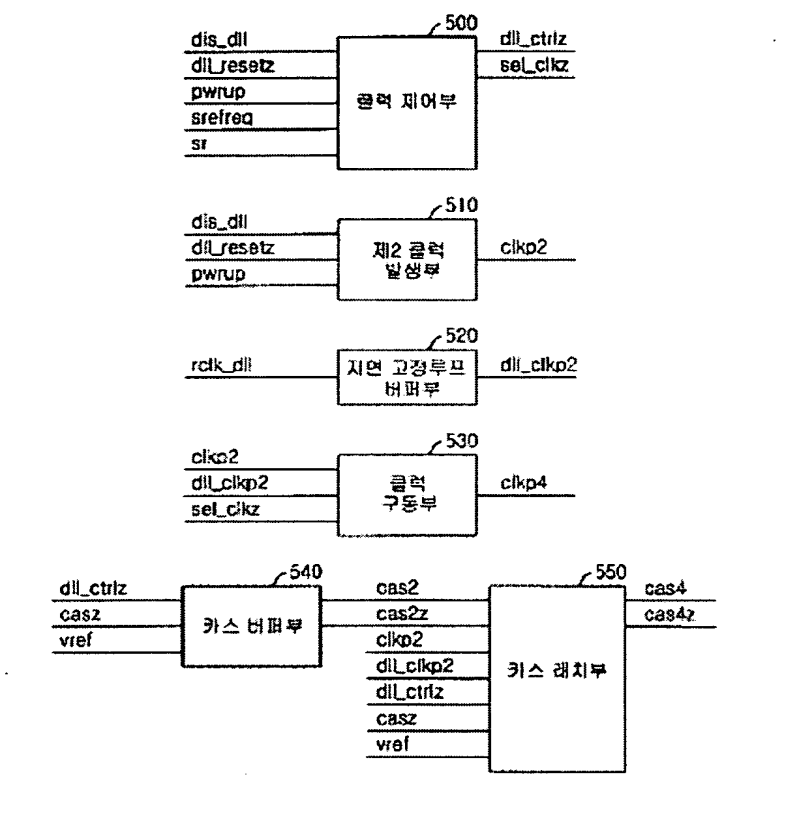 500
dis_dll
dll_resetz
pwrup
srefreq
sr
클럭 제어부
dll_ctrlz
sel_clkz
510
dis_dll
dll_resetz
pwrup
제2 클럭
발생부
clkp2
520
rclk_dll
지연 고정루프
버퍼부
dll_clkp2
530
clkp2
dll_clkp2
sel_clkz
클럭
구동부
clkp4
540
dll_ctrlz
casz
vref
카스 버퍼부
550
cas2
cas2z
clkp2
dll_clkp2
dll_ctrlz
casz
vref
카스 래치부
cas4
cas4z